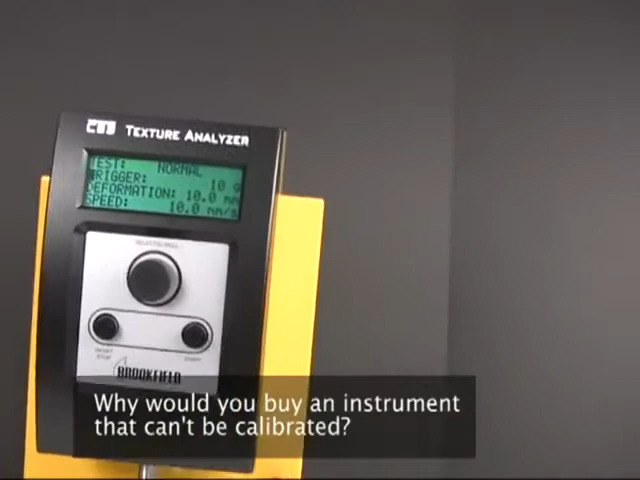 CT3 TEXTURE ANALYZER
TEST: NORMAL
TRIGGER: 10 g
DEFORMATION: 10.0 mm
SPEED: 10.0 mm/s
BROOKFIELD
Why would you buy an instrument
that can't be calibrated?